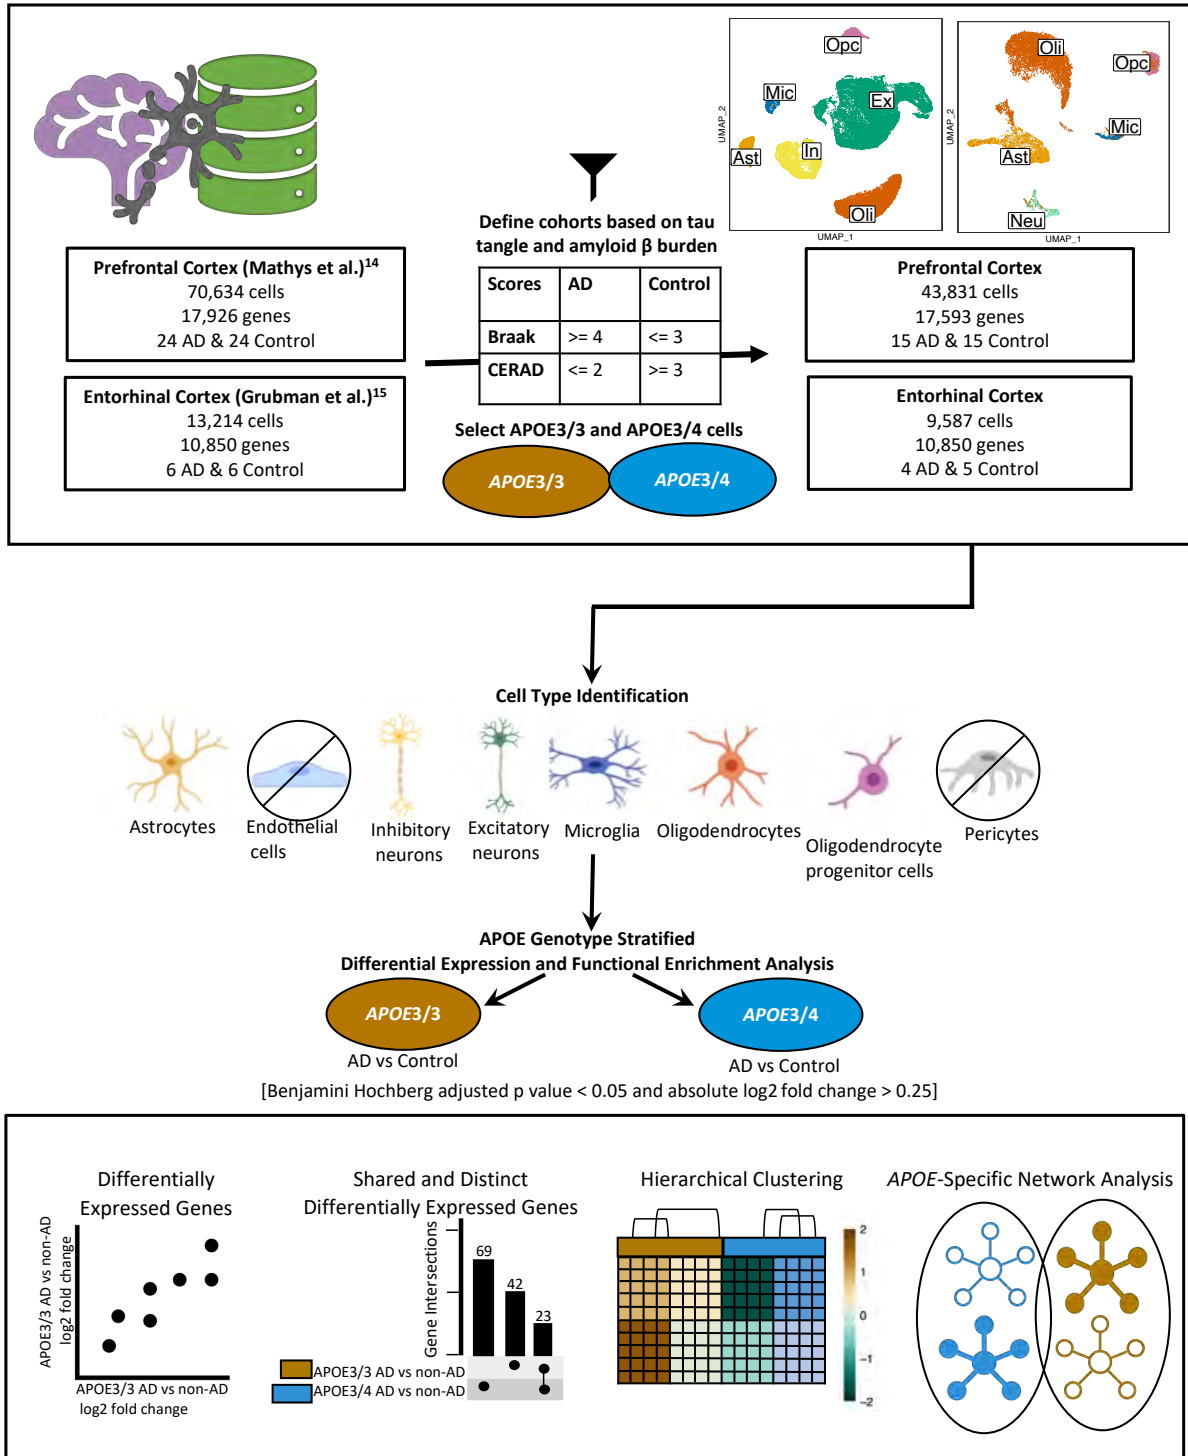 Opc
Mic
Ex
Ast
In
Oli
UMAP_2
UMAP_1
Oli
Opc
Mic
Ast
Neu
UMAP_2
UMAP_1
Define cohorts based on tau
tangle and amyloid β burden
Prefrontal Cortex (Mathys et al.)14
70,634 cells
17,926 genes
24 AD & 24 Control
Entorhinal Cortex (Grubman et al.)15
13,214 cells
10,850 genes
6 AD & 6 Control
Scores AD Control
Braak >= 4 <= 3
CERAD <= 2 >= 3
Select APOE3/3 and APOE3/4 cells
APOE3/3 APOE3/4
Prefrontal Cortex
43,831 cells
17,593 genes
15 AD & 15 Control
Entorhinal Cortex
9,587 cells
10,850 genes
4 AD & 5 Control
Cell Type Identification
Astrocytes
Endothelial
cells
Inhibitory
neurons
Excitatory
neurons
Microglia
Oligodendrocytes
Oligodendrocyte
progenitor cells
Pericytes
APOE Genotype Stratified
Differential Expression and Functional Enrichment Analysis
APOE3/3
AD vs Control
APOE3/4
AD vs Control
[Benjamini Hochberg adjusted p value < 0.05 and absolute log2 fold change > 0.25]
Differentially
Expressed Genes
APOE3/3 AD vs non-AD
log2 fold change
APOE3/3 AD vs non-AD
log2 fold change
Shared and Distinct
Differentially Expressed Genes
Gene Intersections
69
42
23
APOE3/3 AD vs non-AD
APOE3/4 AD vs non-AD
Hierarchical Clustering
2
1
0
-1
-2
APOE-Specific Network Analysis